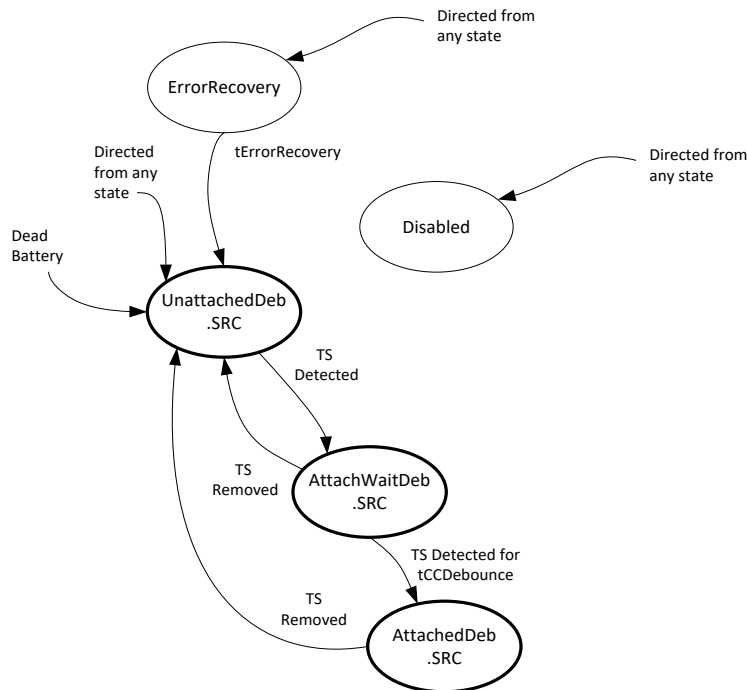 Directed from
any state
ErrorRecovery
tErrorRecovery
Directed
from any
state
Directed from
any state
Disabled
Dead
Battery
UnattachedDeb
.SRC
TS
Detected
TS
Removed
AttachWaitDeb
.SRC
TS Detected for
tCCDebounce
TS
Removed
AttachedDeb
.SRC